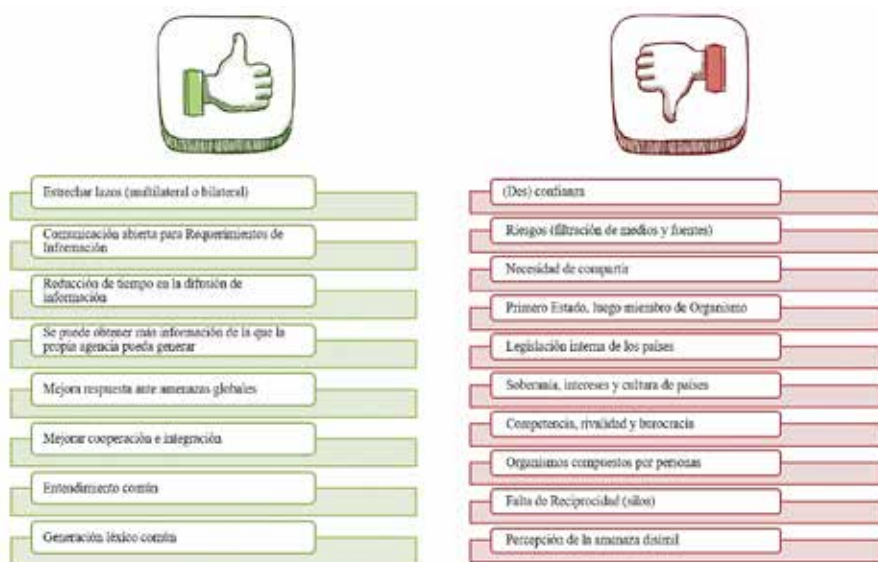 Estrechar lazos (multilateral o bilateral)
Comunicación abierta para Requerimientos de
Información
Reducción de tiempo en la difusión de
información
Se puede obtener más información de la que la
propia agencia pueda generar
Mejora respuesta ante amenazas globales
Mejorar cooperación e integración
Entendimiento común
Generación léxico común
(Des) confianza
Riesgos (filtración de medios y fuentes)
Necesidad de compartir
Primero Estado, luego miembro de Organismo
Legislación interna de los países
Soberanía, intereses y cultura de países
Competencia, rivalidad y burocracia
Organismos compuestos por personas
Falta de Reciprocidad (silos)
Percepción de la amenaza disímil